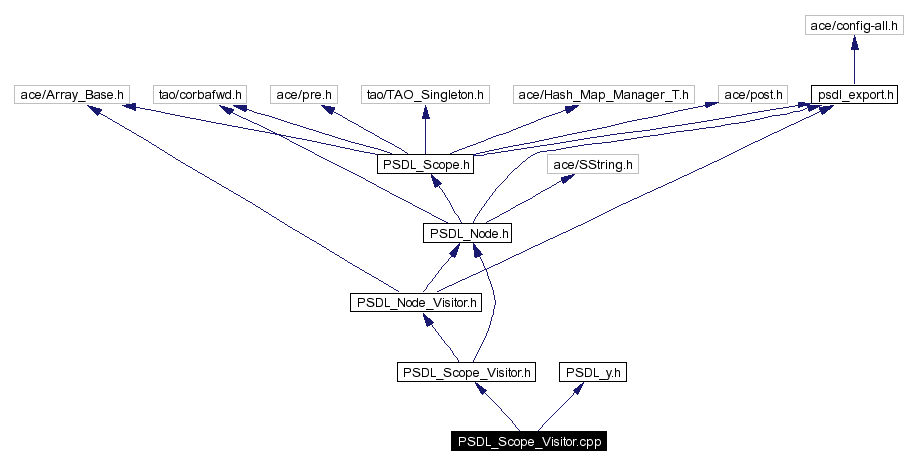 ace/config-all.h
ace/Array_Base.h
tao/corbafwd.h
ace/pre.h
tao/TAO_Singleton.h
ace/Hash_Map_Manager_T.h
ace/post.h
psdl_export.h
PSDL_Scope.h
ace/SString.h
PSDL_Node.h
PSDL_Node_Visitor.h
PSDL_Scope_Visitor.h
PSDL_y.h
PSDL_Scope_Visitor.cpp